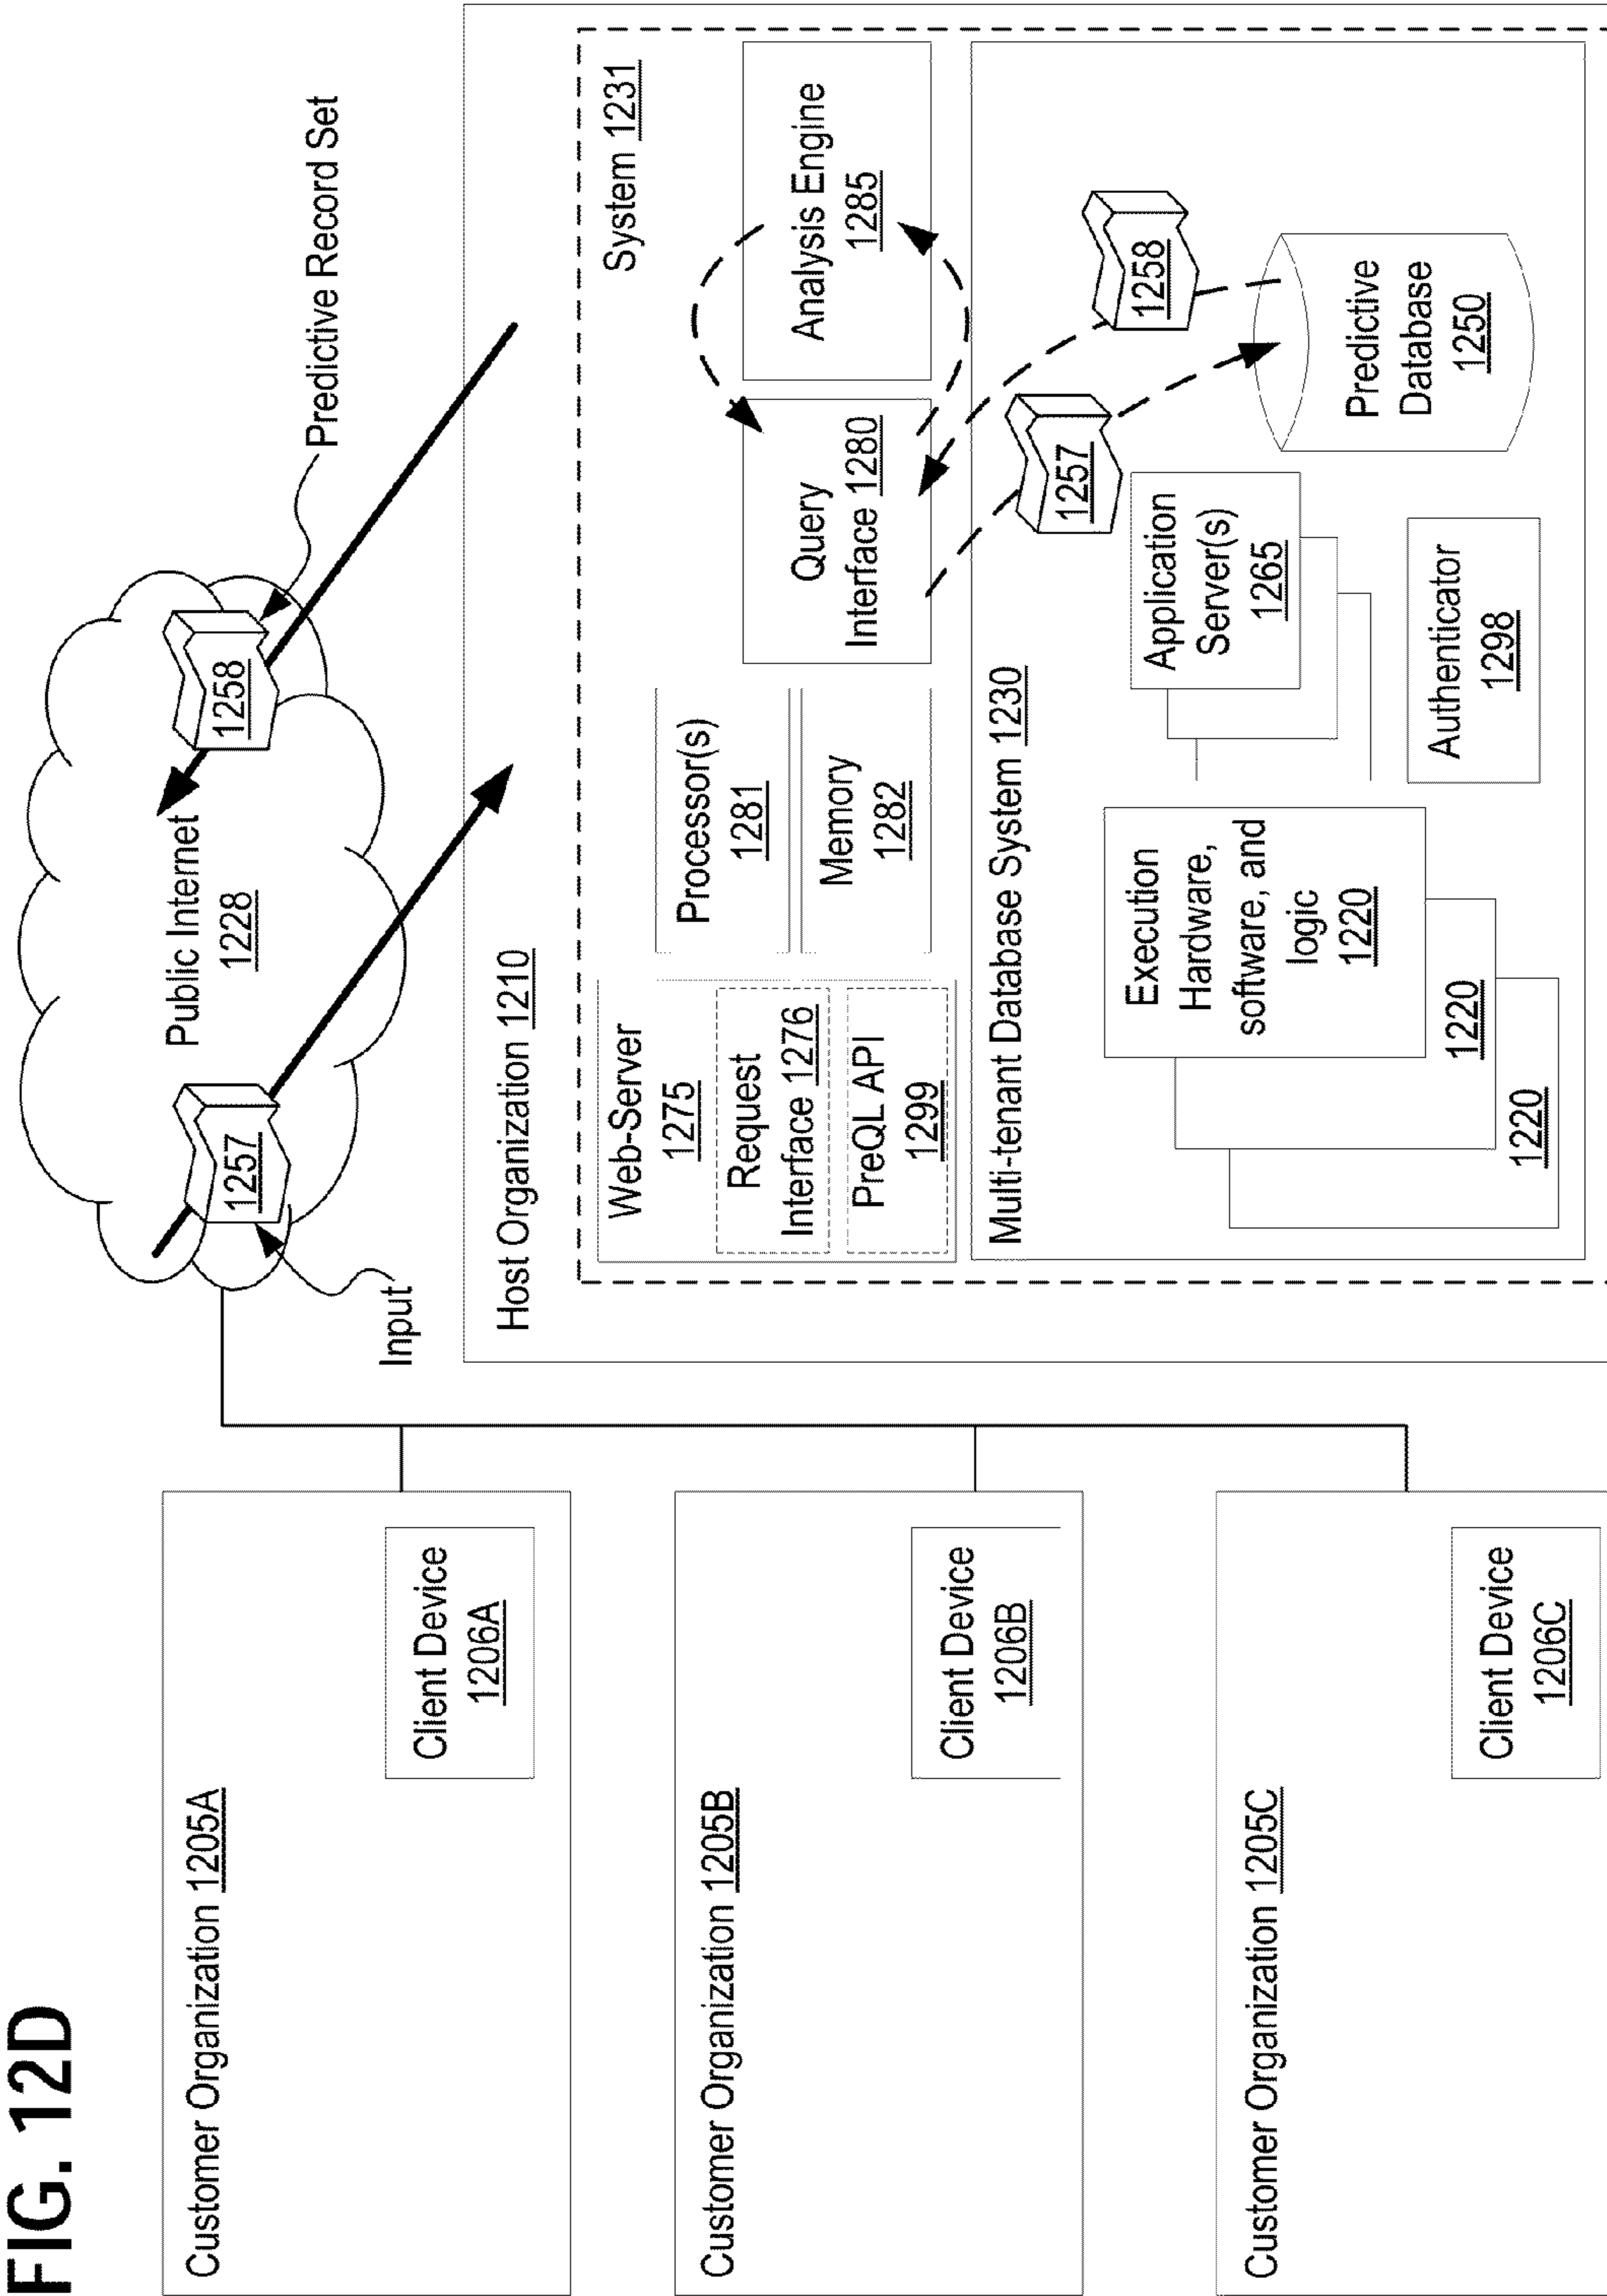 FIG. 12D
Customer Organization 1205A
Client Device
1206A
Customer Organization 1205B
Client Device
1206B
Customer Organization 1205C
Client Device
1206C
Public Internet
1228
1257
Input
1258
Predictive Record Set
Host Organization 1210
System 1231
Web-Server
1275
Request
Interface 1276
PreQL API
1299
Processor(s)
1281
Memory
1282
Query
Interface 1280
Analysis Engine
1285
Multi-tenant Database System 1230
1257
1258
Execution
Hardware,
software, and
logic
1220
1220
1220
Application
Server(s)
1265
Authenticator
1298
Predictive
Database
1250